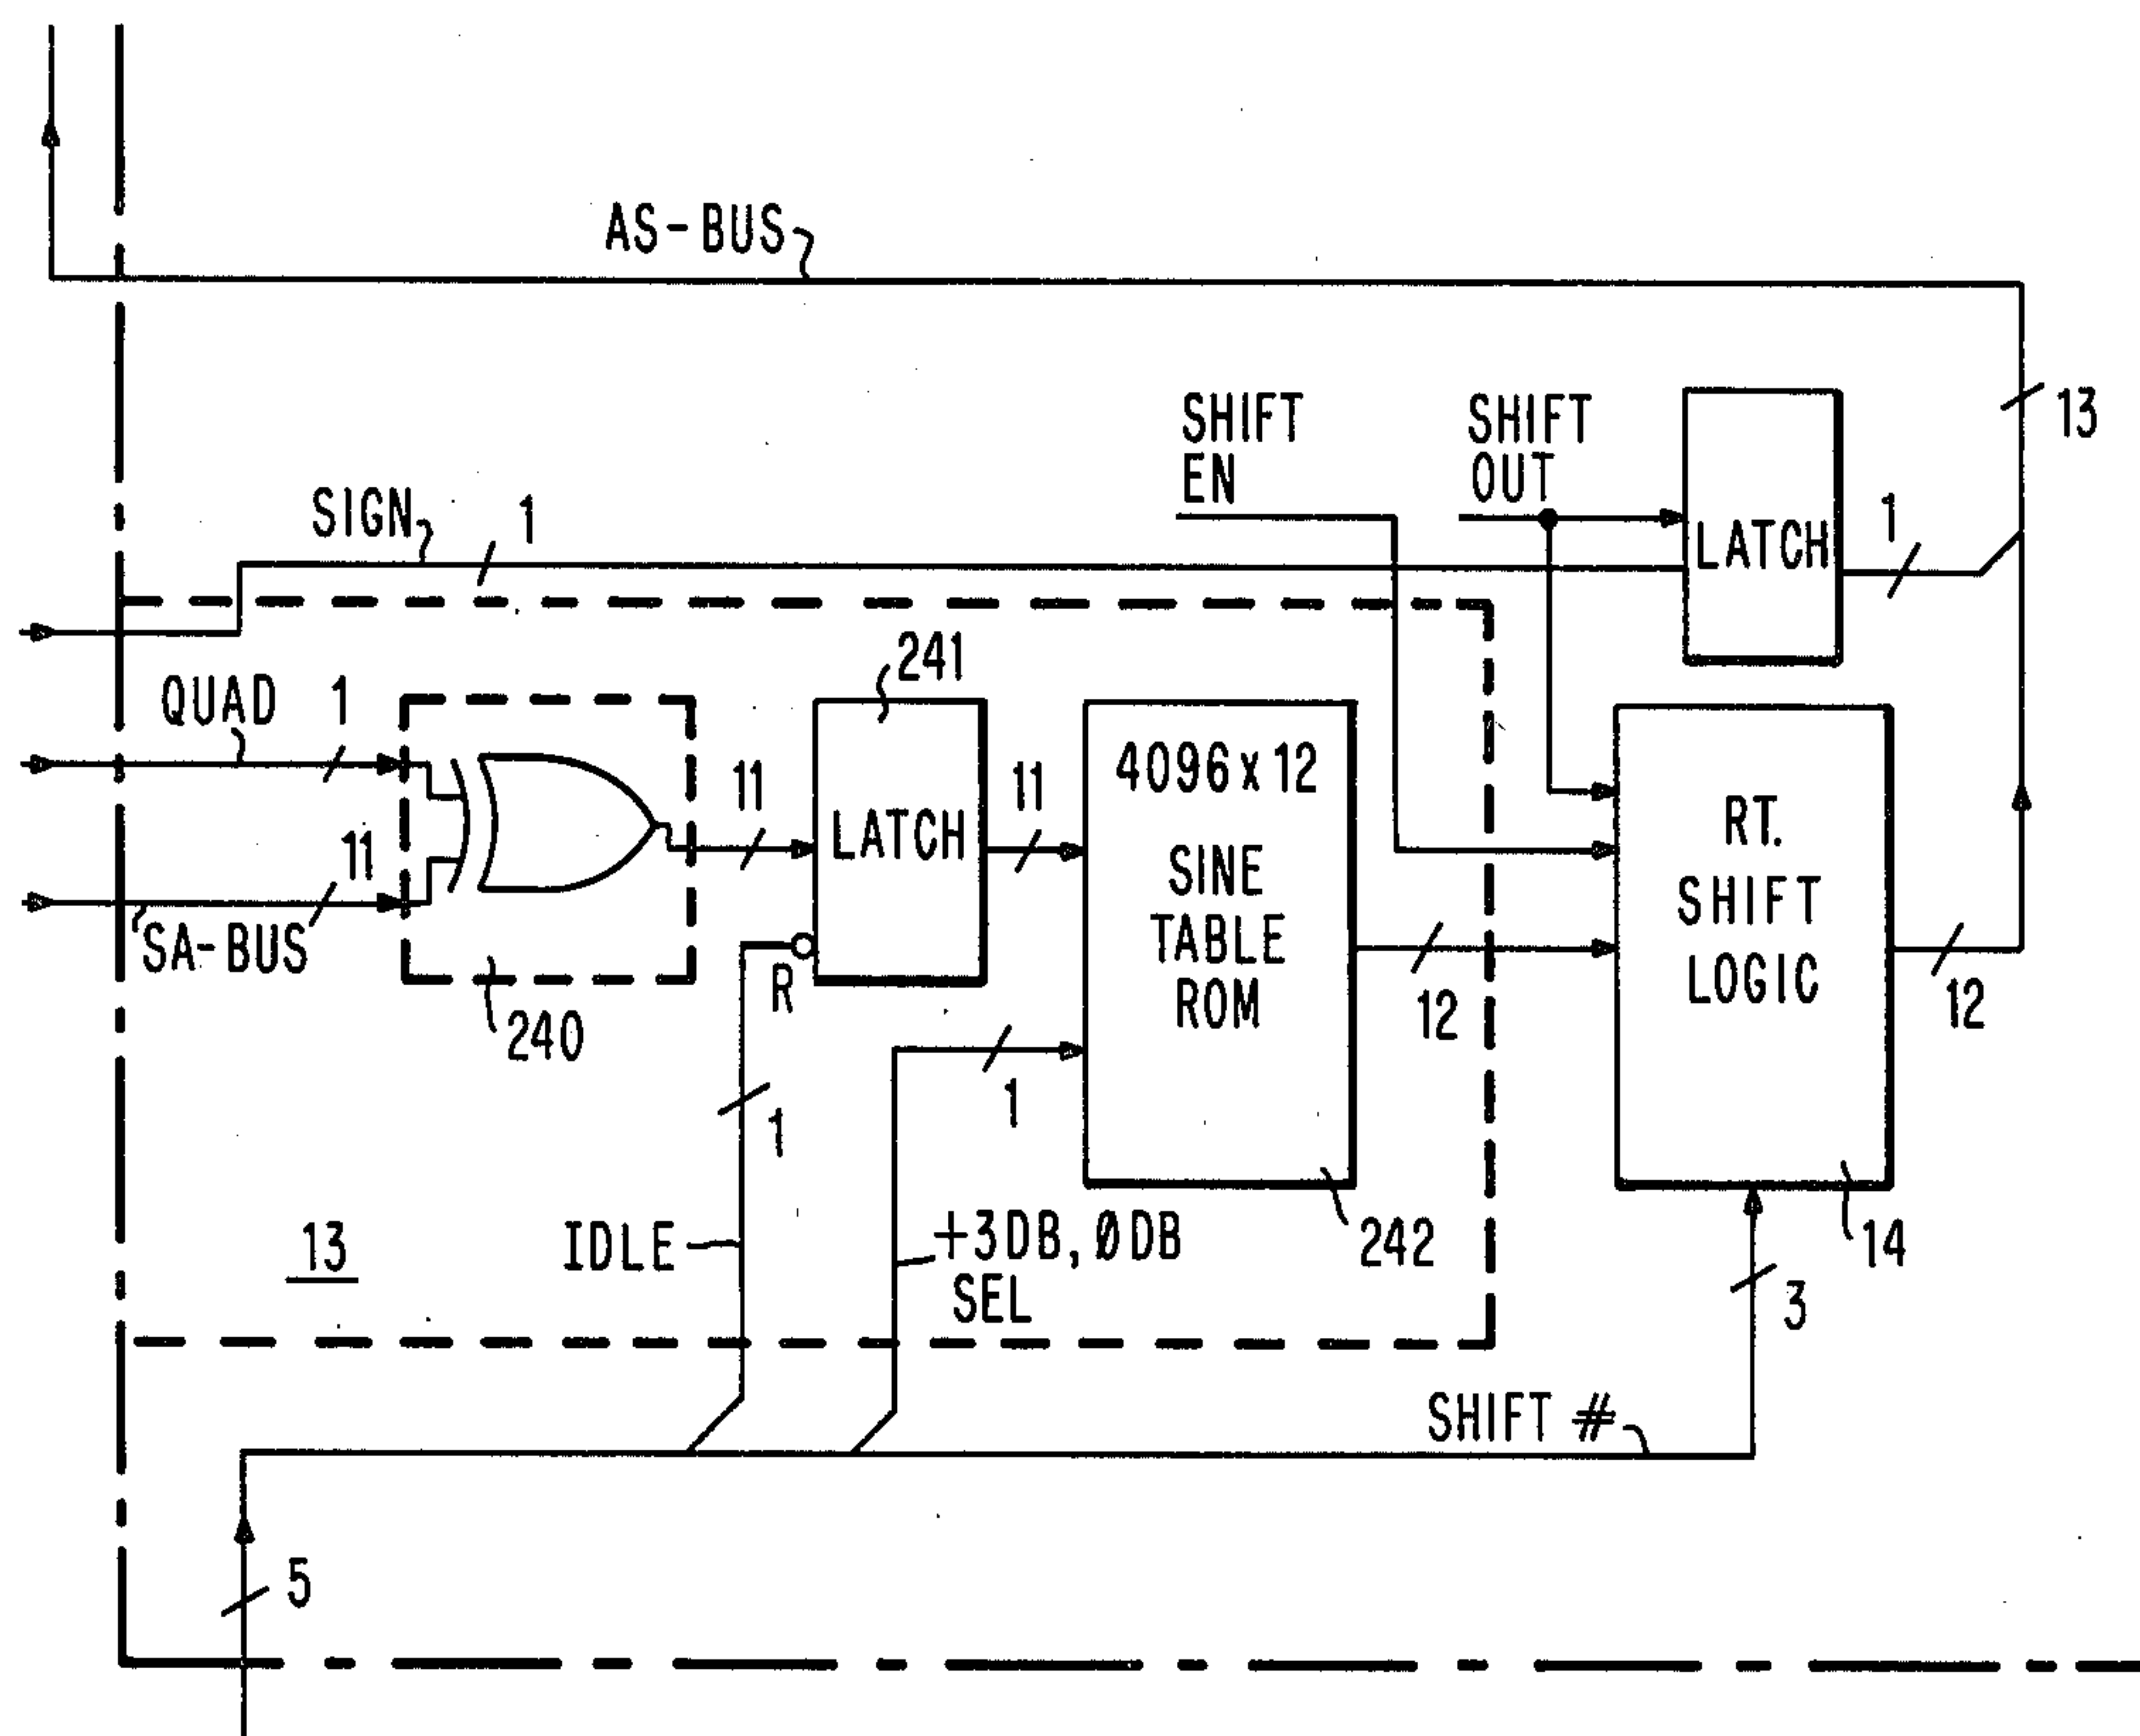 AS-BUS
13
SHIFT
EN
SHIFT
OUT
LATCH
1
SIGN
1
QUAD 1
11
SA-BUS
240
11
241
LATCH
R
11
4096x12
SINE
TABLE
ROM
242
12
RT.
SHIFT
LOGIC
14
12
1
1
IDLE
+3DB, ØDB
SEL
13
3
SHIFT #
5